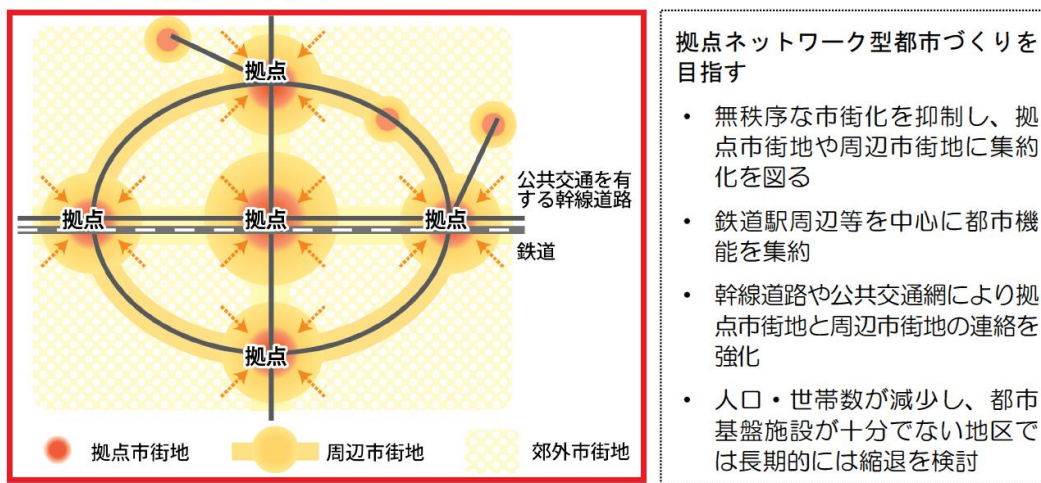 拠点
公共交通を有
する幹線道路
拠点
拠点
拠点
鉄道
拠点
拠点市街地
周辺市街地
郊外市街地
拠点ネットワーク型都市づくりを
目指す
• 無秩序な市街化を抑制し、拠
点市街地や周辺市街地に集約
化を図る
• 鉄道駅周辺等を中心に都市機
能を集約
• 幹線道路や公共交通網により拠
点市街地と周辺市街地の連絡を
強化
• 人口・世帯数が減少し、都市
基盤施設が十分でない地区で
は長期的には縮退を検討